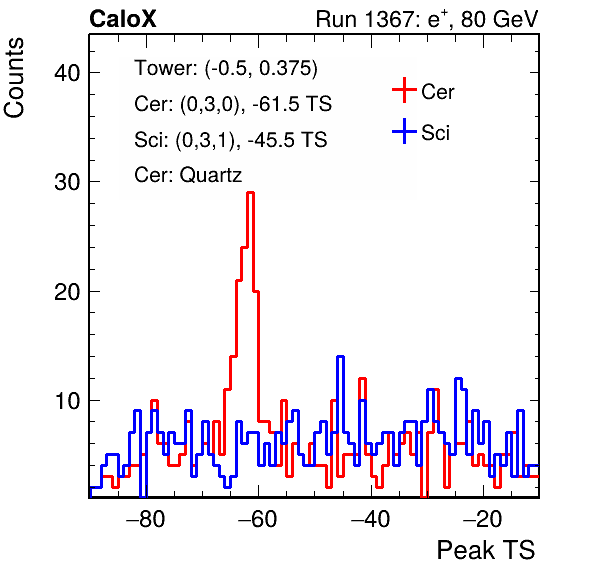 CaloX Run 1367: e⁺, 80 GeV
Counts
Tower: (-0.5, 0.375)
Cer: (0,3,0), -61.5 TS
Sci: (0,3,1), -45.5 TS
Cer: Quartz
Cer
Sci
40
30
20
10
−80 −60 −40 −20
Peak TS